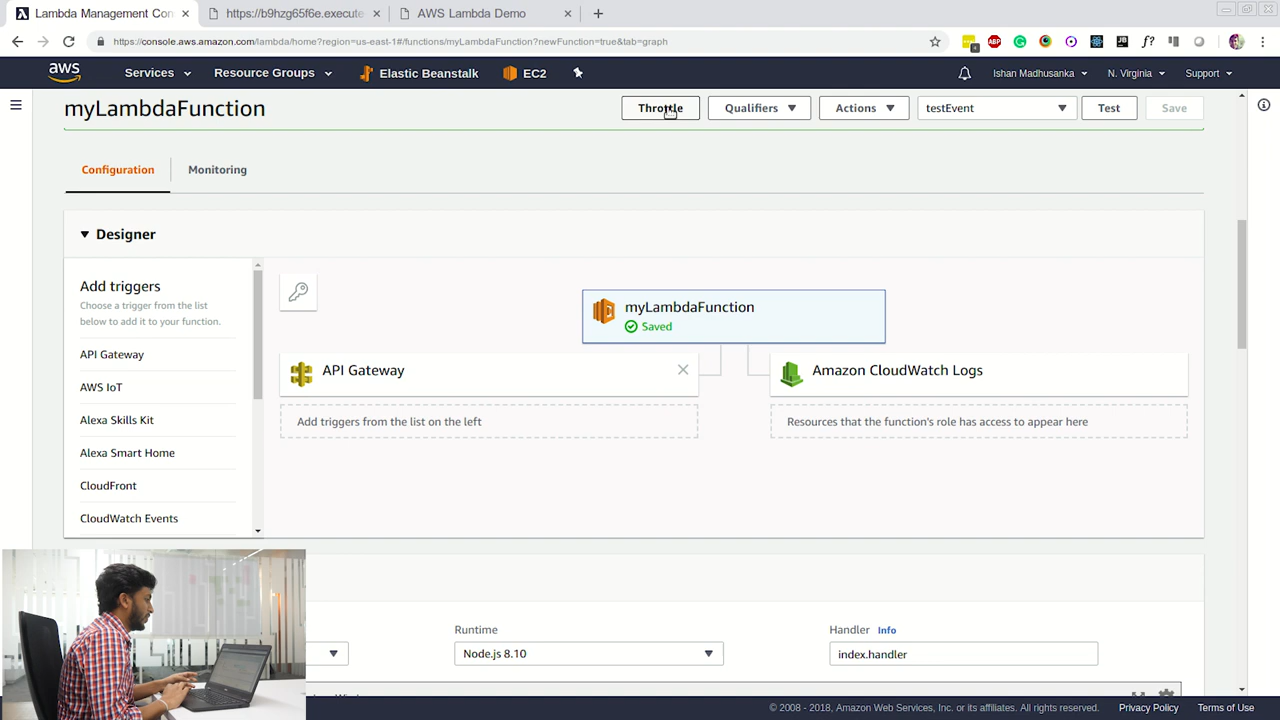 Lambda Management Con
https://b9hzg65f6e.execute
AWS Lambda Demo
https://console.aws.amazon.com/lambda/home?region=us-east-1#/functions/myLambdaFunction?newFunction=true&tab=graph
ABP
JB
f?
aws
Services
Resource Groups
Elastic Beanstalk
EC2
Ishan Madhusanka
N. Virginia
Support
myLambdaFunction
Throttle
Qualifiers
Actions
testEvent
Test
Save
Configuration
Monitoring
Designer
Add triggers
Choose a trigger from the list
below to add it to your function.
API Gateway
AWS IoT
Alexa Skills Kit
Alexa Smart Home
CloudFront
CloudWatch Events
myLambdaFunction
Saved
API Gateway
Add triggers from the list on the left
Amazon CloudWatch Logs
Resources that the function's role has access to appear here
Runtime
Node.js 8.10
Handler Info
index.handler
© 2008 - 2018, Amazon Web Services, Inc. or its affiliates. All rights reserved.
Privacy Policy
Terms of Use